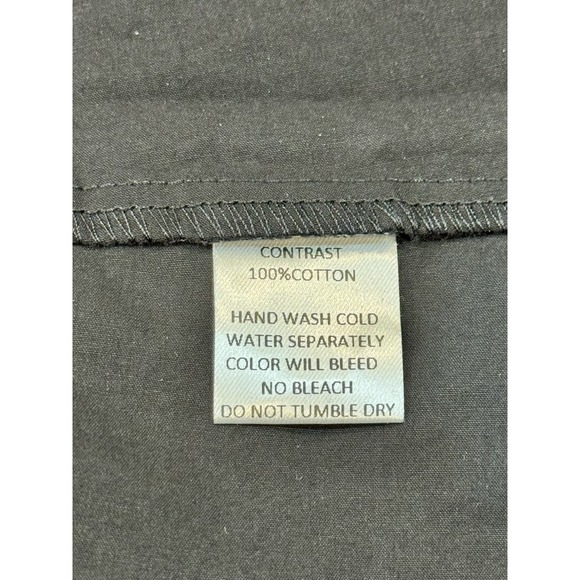 CONTRAST
100%COTTON
HAND WASH COLD
WATER SEPARATELY
COLOR WILL BLEED
NO BLEACH
DO NOT TUMBLE DRY